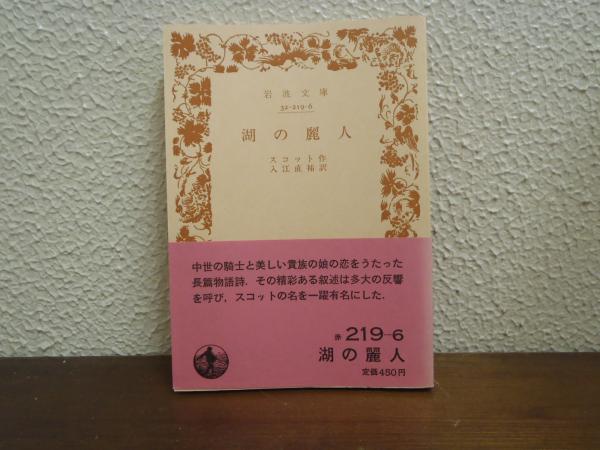 岩波文庫
32-219-6
湖の麗人
スコット作
入江直祐訳
中世の騎士と美しい貴族の娘の恋をうたった
長篇物語詩．その精彩ある叙述は多大の反響
を呼び，スコットの名を一躍有名にした．
赤 219-6
湖の麗人
定価450円